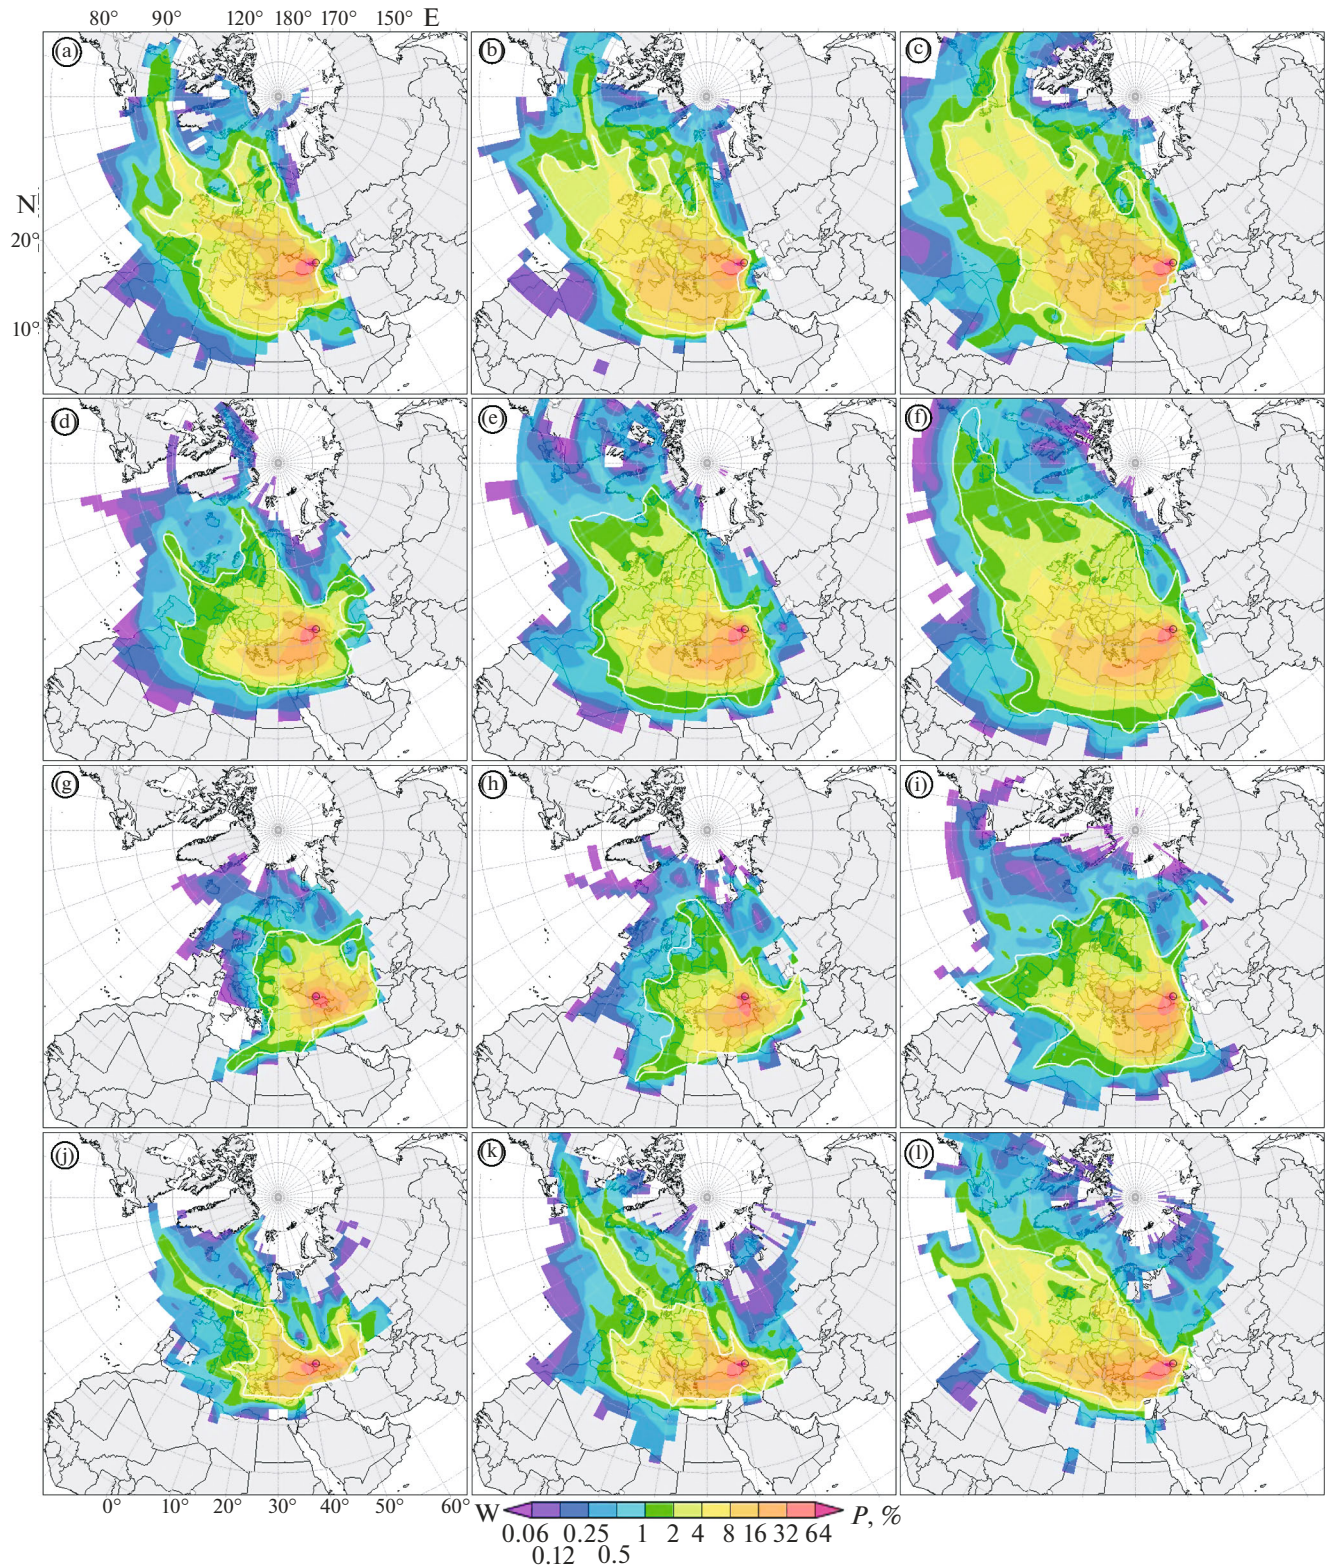 80° 90° 120° 180° 170° 150° E
(a) (b) (c)
N
20°
10°
(d) (e) (f)
(g) (h) (i)
(j) (k) (l)
0° 10° 20° 30° 40° 50° 60°
W P, %
0.06 0.25 1 2 4 8 16 32 64
0.12 0.5